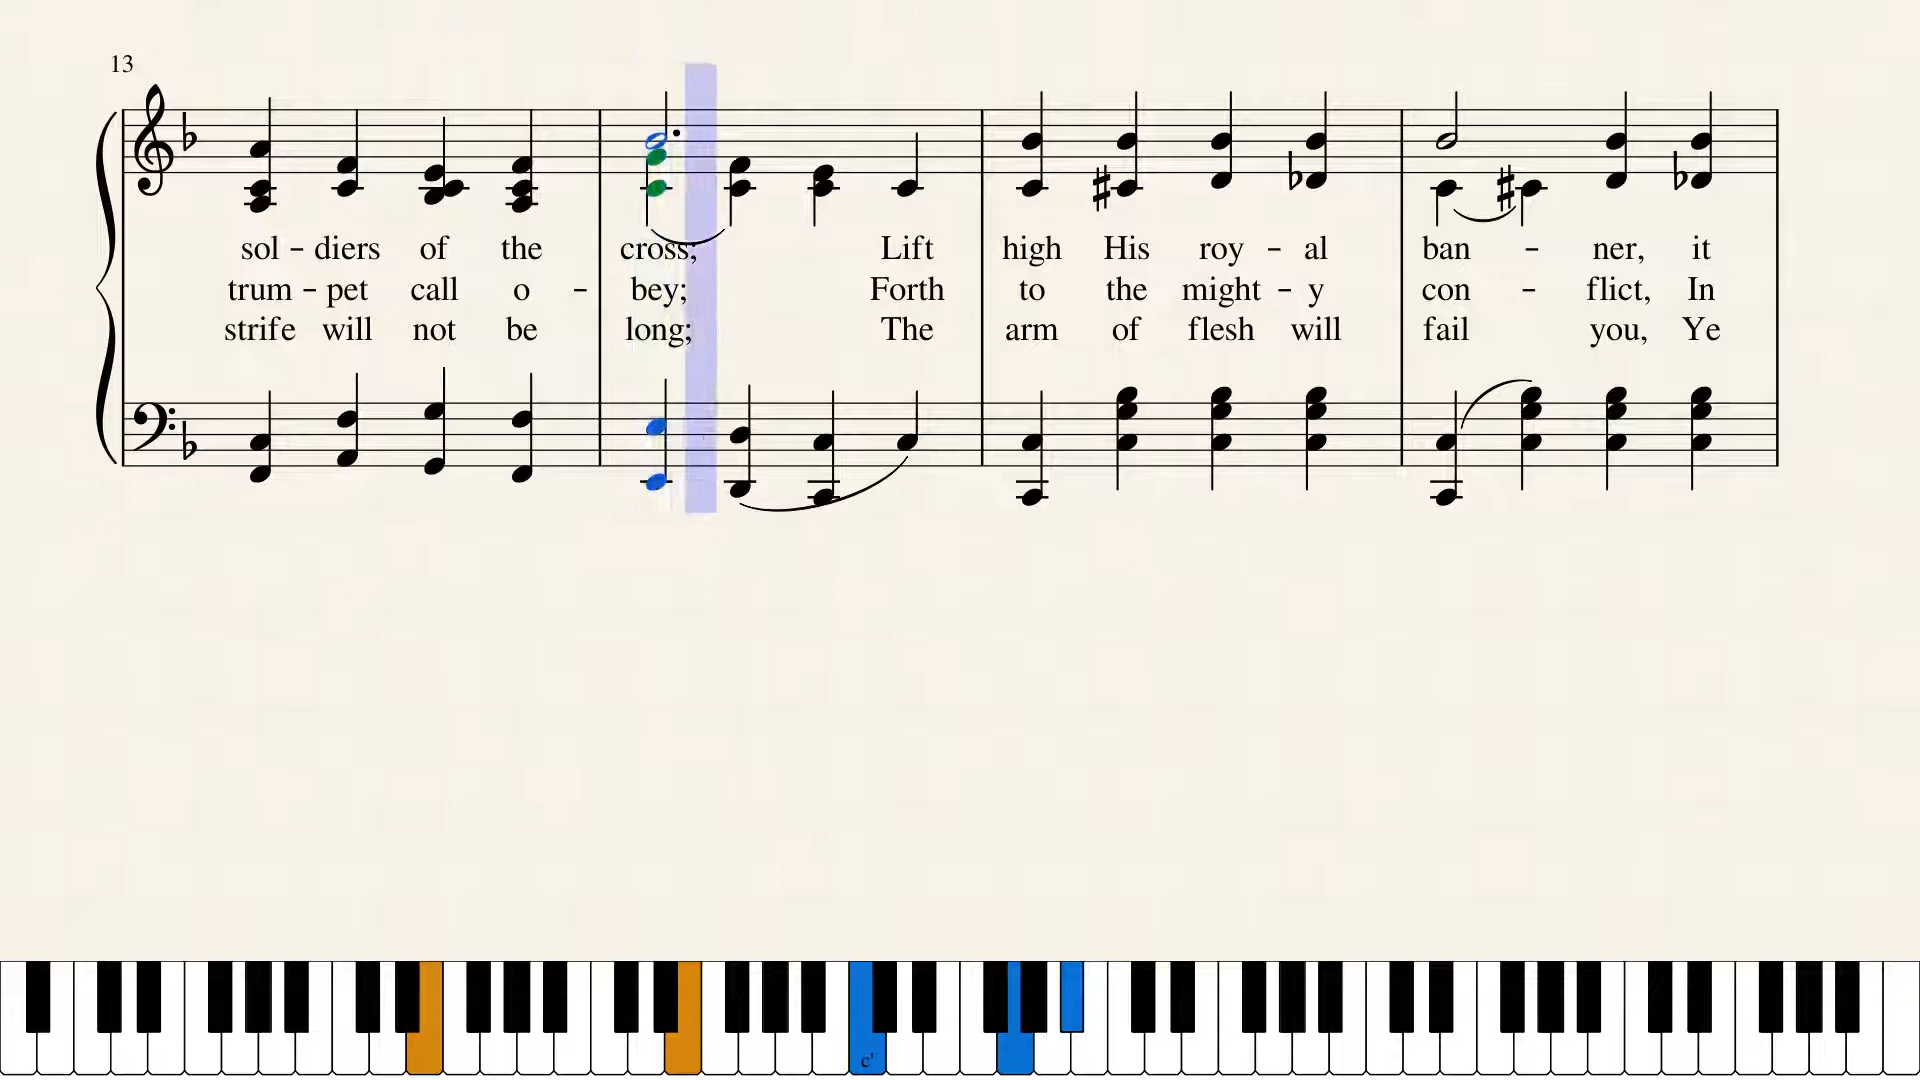 13
sol - diers of the cross; Lift high His roy - al ban - ner, it
trum - pet call o - bey; Forth to the might - y con - flict, In
strife will not be long; The arm of flesh will fail you, Ye
c'